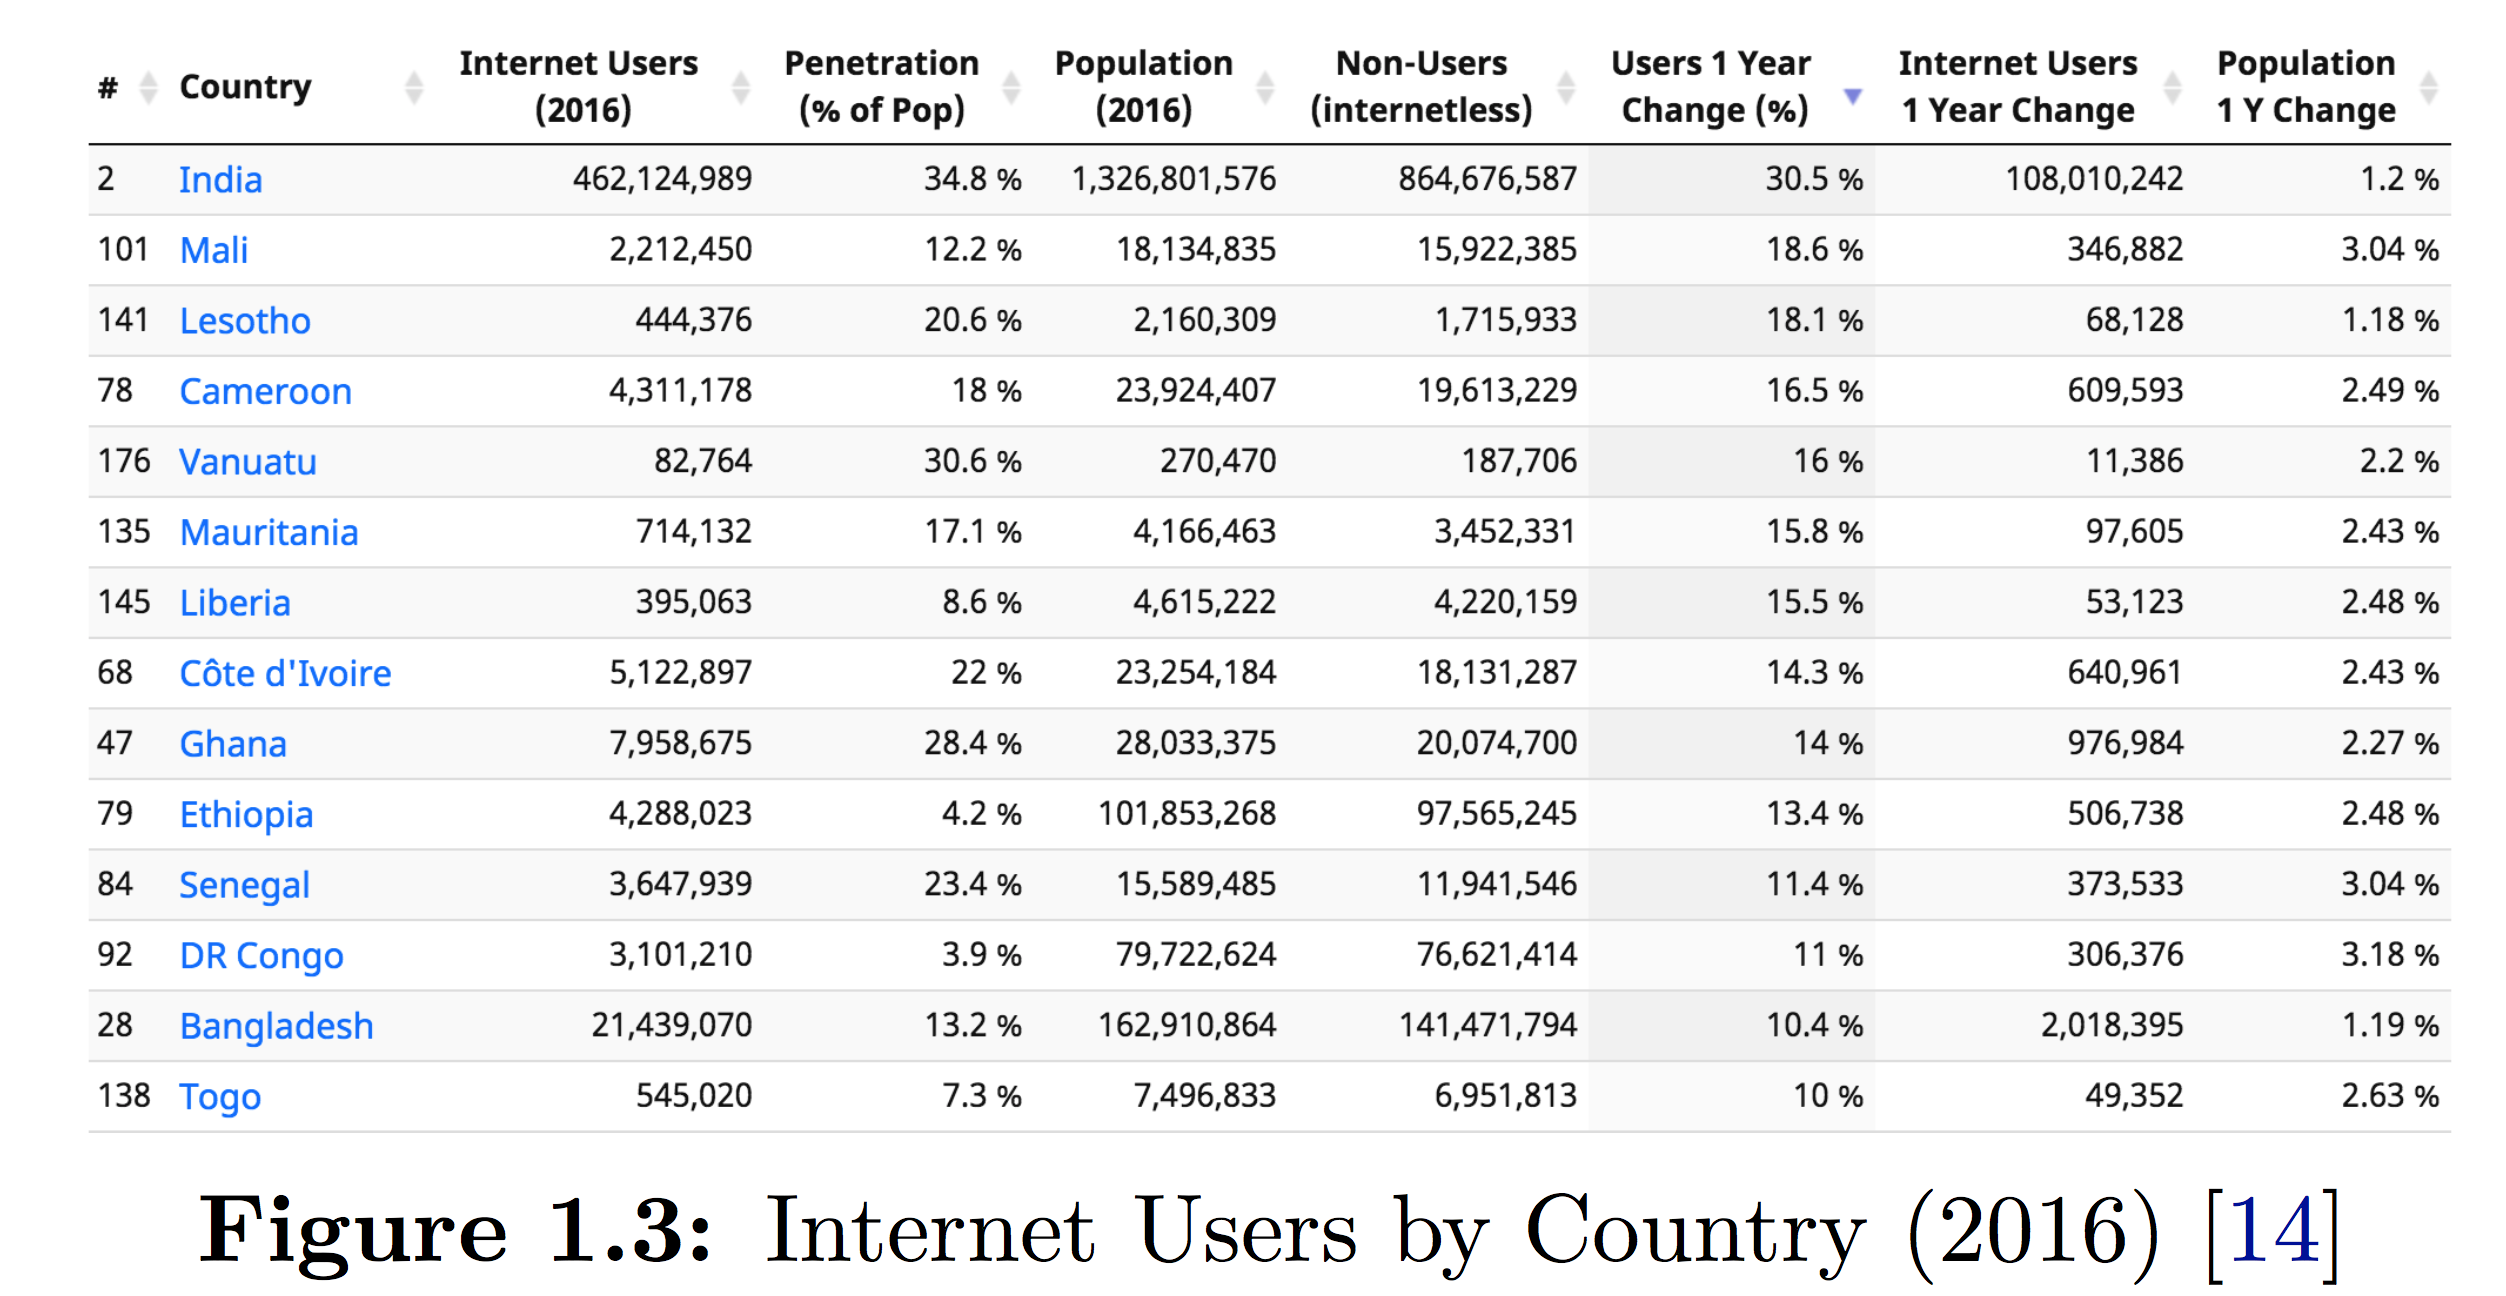 # Country Internet Users (2016) Penetration (% of Pop) Population (2016) Non-Users (internetless) Users 1 Year Change (%) Internet Users 1 Year Change Population 1 Y Change
2 India 462,124,989 34.8 % 1,326,801,576 864,676,587 30.5 % 108,010,242 1.2 %
101 Mali 2,212,450 12.2 % 18,134,835 15,922,385 18.6 % 346,882 3.04 %
141 Lesotho 444,376 20.6 % 2,160,309 1,715,933 18.1 % 68,128 1.18 %
78 Cameroon 4,311,178 18 % 23,924,407 19,613,229 16.5 % 609,593 2.49 %
176 Vanuatu 82,764 30.6 % 270,470 187,706 16 % 11,386 2.2 %
135 Mauritania 714,132 17.1 % 4,166,463 3,452,331 15.8 % 97,605 2.43 %
145 Liberia 395,063 8.6 % 4,615,222 4,220,159 15.5 % 53,123 2.48 %
68 Côte d'Ivoire 5,122,897 22 % 23,254,184 18,131,287 14.3 % 640,961 2.43 %
47 Ghana 7,958,675 28.4 % 28,033,375 20,074,700 14 % 976,984 2.27 %
79 Ethiopia 4,288,023 4.2 % 101,853,268 97,565,245 13.4 % 506,738 2.48 %
84 Senegal 3,647,939 23.4 % 15,589,485 11,941,546 11.4 % 373,533 3.04 %
92 DR Congo 3,101,210 3.9 % 79,722,624 76,621,414 11 % 306,376 3.18 %
28 Bangladesh 21,439,070 13.2 % 162,910,864 141,471,794 10.4 % 2,018,395 1.19 %
138 Togo 545,020 7.3 % 7,496,833 6,951,813 10 % 49,352 2.63 %
Figure 1.3: Internet Users by Country (2016) [14]